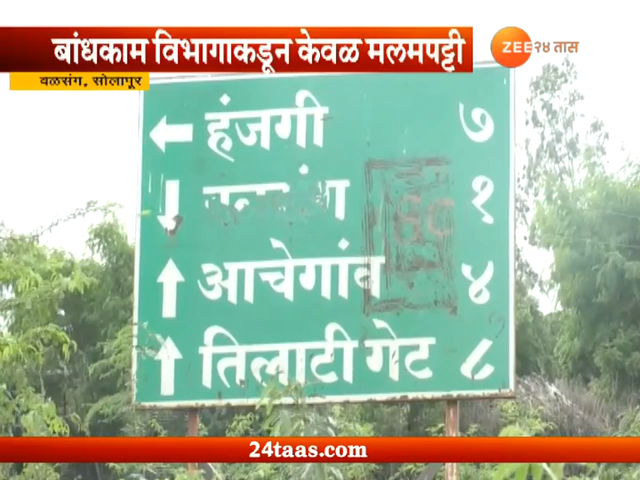 बांधकाम विभागाकडून केवळ मलमपट्टी
ZEE २४ तास
वळसंग, सोलापूर
हंजगी ७
१
आचेगांव ४
तिलाटी गेट ८
24taas.com